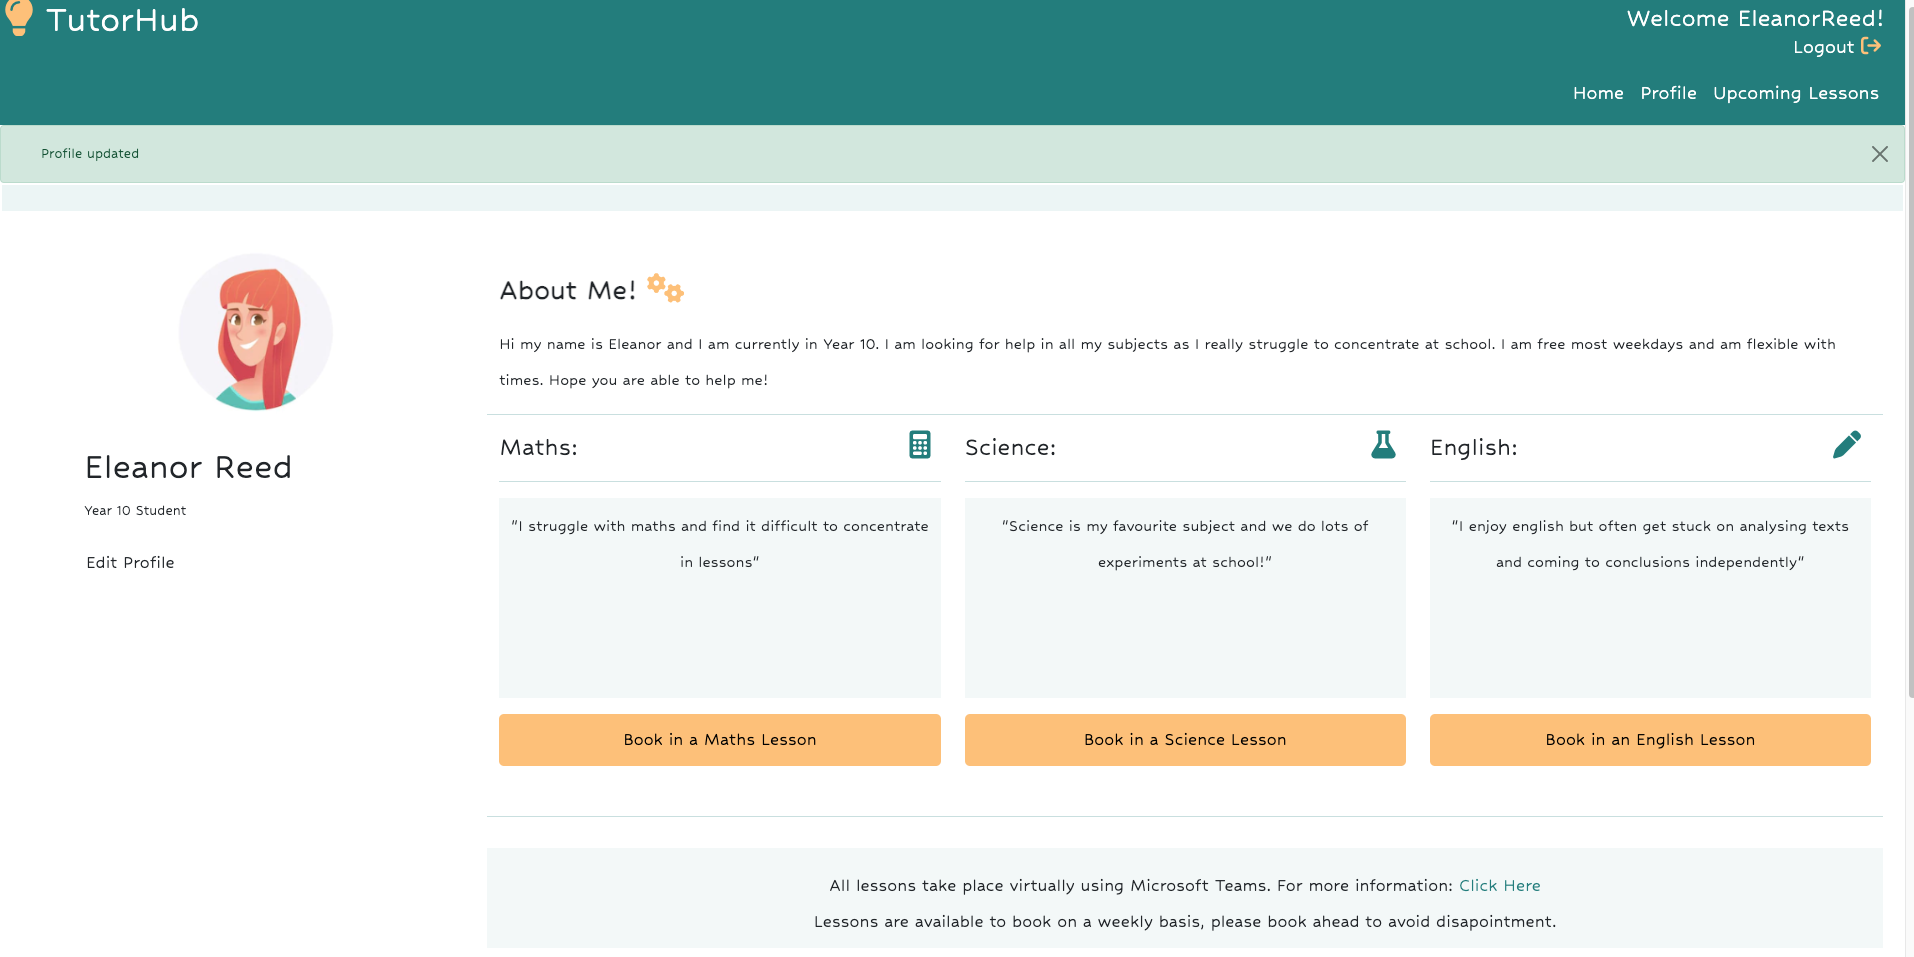 TutorHub
Welcome EleanorReed!
Logout
Home Profile Upcoming Lessons
Profile updated
About Me!
Hi my name is Eleanor and I am currently in Year 10. I am looking for help in all my subjects as I really struggle to concentrate at school. I am free most weekdays and am flexible with
times. Hope you are able to help me!
Eleanor Reed
Year 10 Student
Edit Profile
Maths:
"I struggle with maths and find it difficult to concentrate
in lessons"
Book in a Maths Lesson
Science:
"Science is my favourite subject and we do lots of
experiments at school!"
Book in a Science Lesson
English:
"I enjoy english but often get stuck on analysing texts
and coming to conclusions independently"
Book in an English Lesson
All lessons take place virtually using Microsoft Teams. For more information: Click Here
Lessons are available to book on a weekly basis, please book ahead to avoid disapointment.